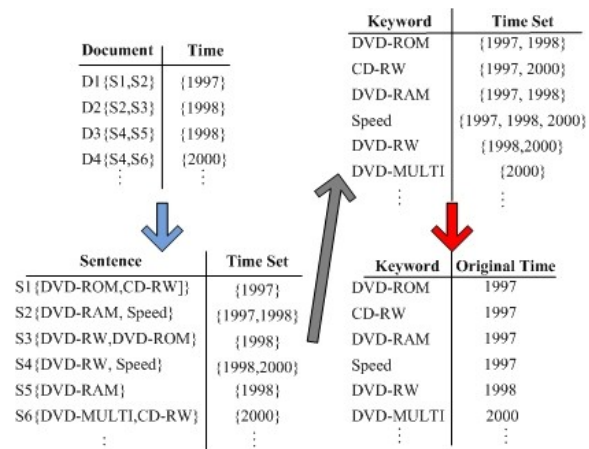 Document Time
D1{S1,S2} {1997}
D2{S2,S3} {1998}
D3{S4,S5} {1998}
D4{S4,S6} {2000}
⋮ ⋮
Sentence Time Set
S1{DVD-ROM,CD-RW]} {1997}
S2{DVD-RAM, Speed} {1997,1998}
S3{DVD-RW,DVD-ROM} {1998}
S4{DVD-RW, Speed} {1998,2000}
S5{DVD-RAM} {1998}
S6{DVD-MULTI,CD-RW} {2000}
⋮ ⋮
Keyword Time Set
DVD-ROM {1997, 1998}
CD-RW {1997, 2000}
DVD-RAM {1997, 1998}
Speed {1997, 1998, 2000}
DVD-RW {1998,2000}
DVD-MULTI {2000}
⋮ ⋮
Keyword Original Time
DVD-ROM 1997
CD-RW 1997
DVD-RAM 1997
Speed 1997
DVD-RW 1998
DVD-MULTI 2000
⋮ ⋮